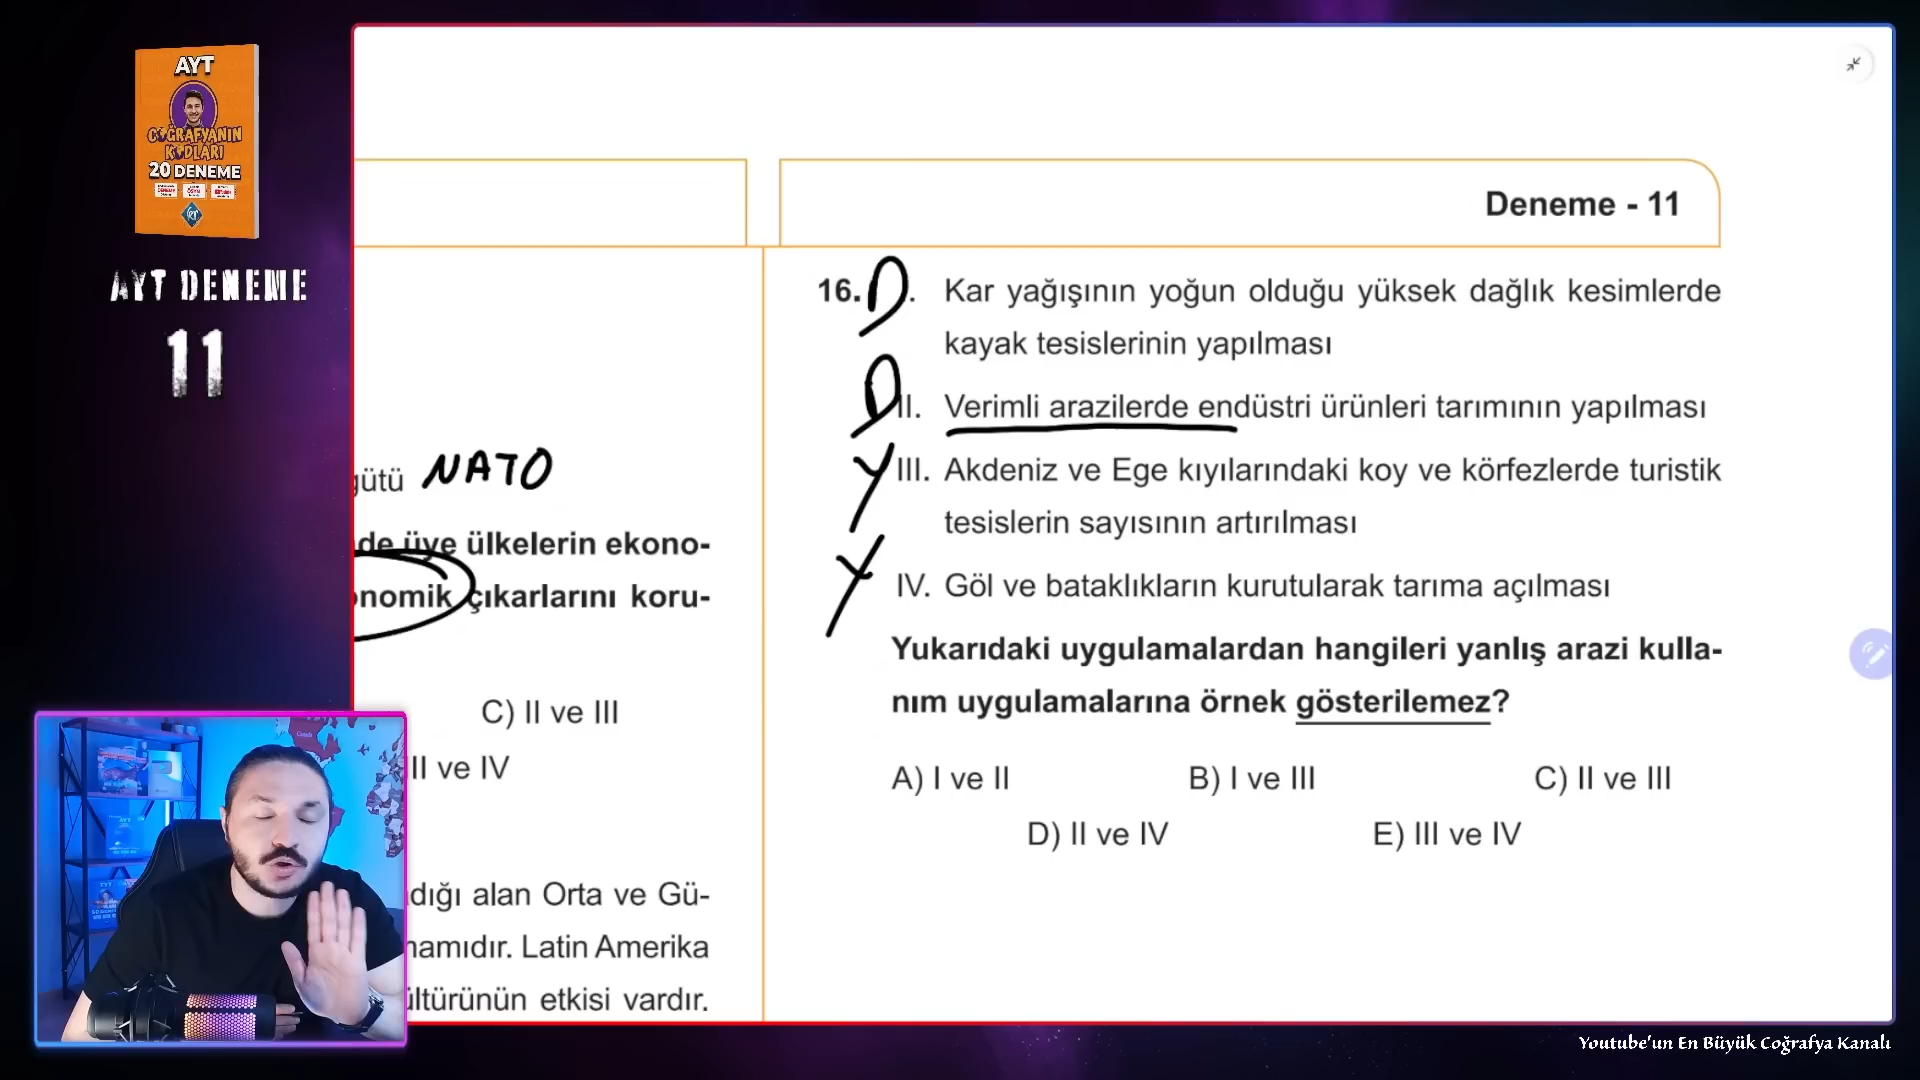 AYT
COĞRAFYANIN
KODLARI
20 DENEME
AYT DENEME
11
gütü NATO
de üye ülkelerin ekono-
onomik çıkarlarını koru-
C) II ve III
III ve IV
dığı alan Orta ve Gü-
namıdır. Latin Amerika
ültürünün etkisi vardır.
Deneme - 11
16. D. Kar yağışının yoğun olduğu yüksek dağlık kesimlerde
kayak tesislerinin yapılması
D II. Verimli arazilerde endüstri ürünleri tarımının yapılması
Y III. Akdeniz ve Ege kıyılarındaki koy ve körfezlerde turistik
tesislerin sayısının artırılması
Y IV. Göl ve bataklıkların kurutularak tarıma açılması
Yukarıdaki uygulamalardan hangileri yanlış arazi kulla-
nım uygulamalarına örnek gösterilemez?
A) I ve II B) I ve III C) II ve III
D) II ve IV E) III ve IV
Youtube'un En Büyük Coğrafya Kanalı